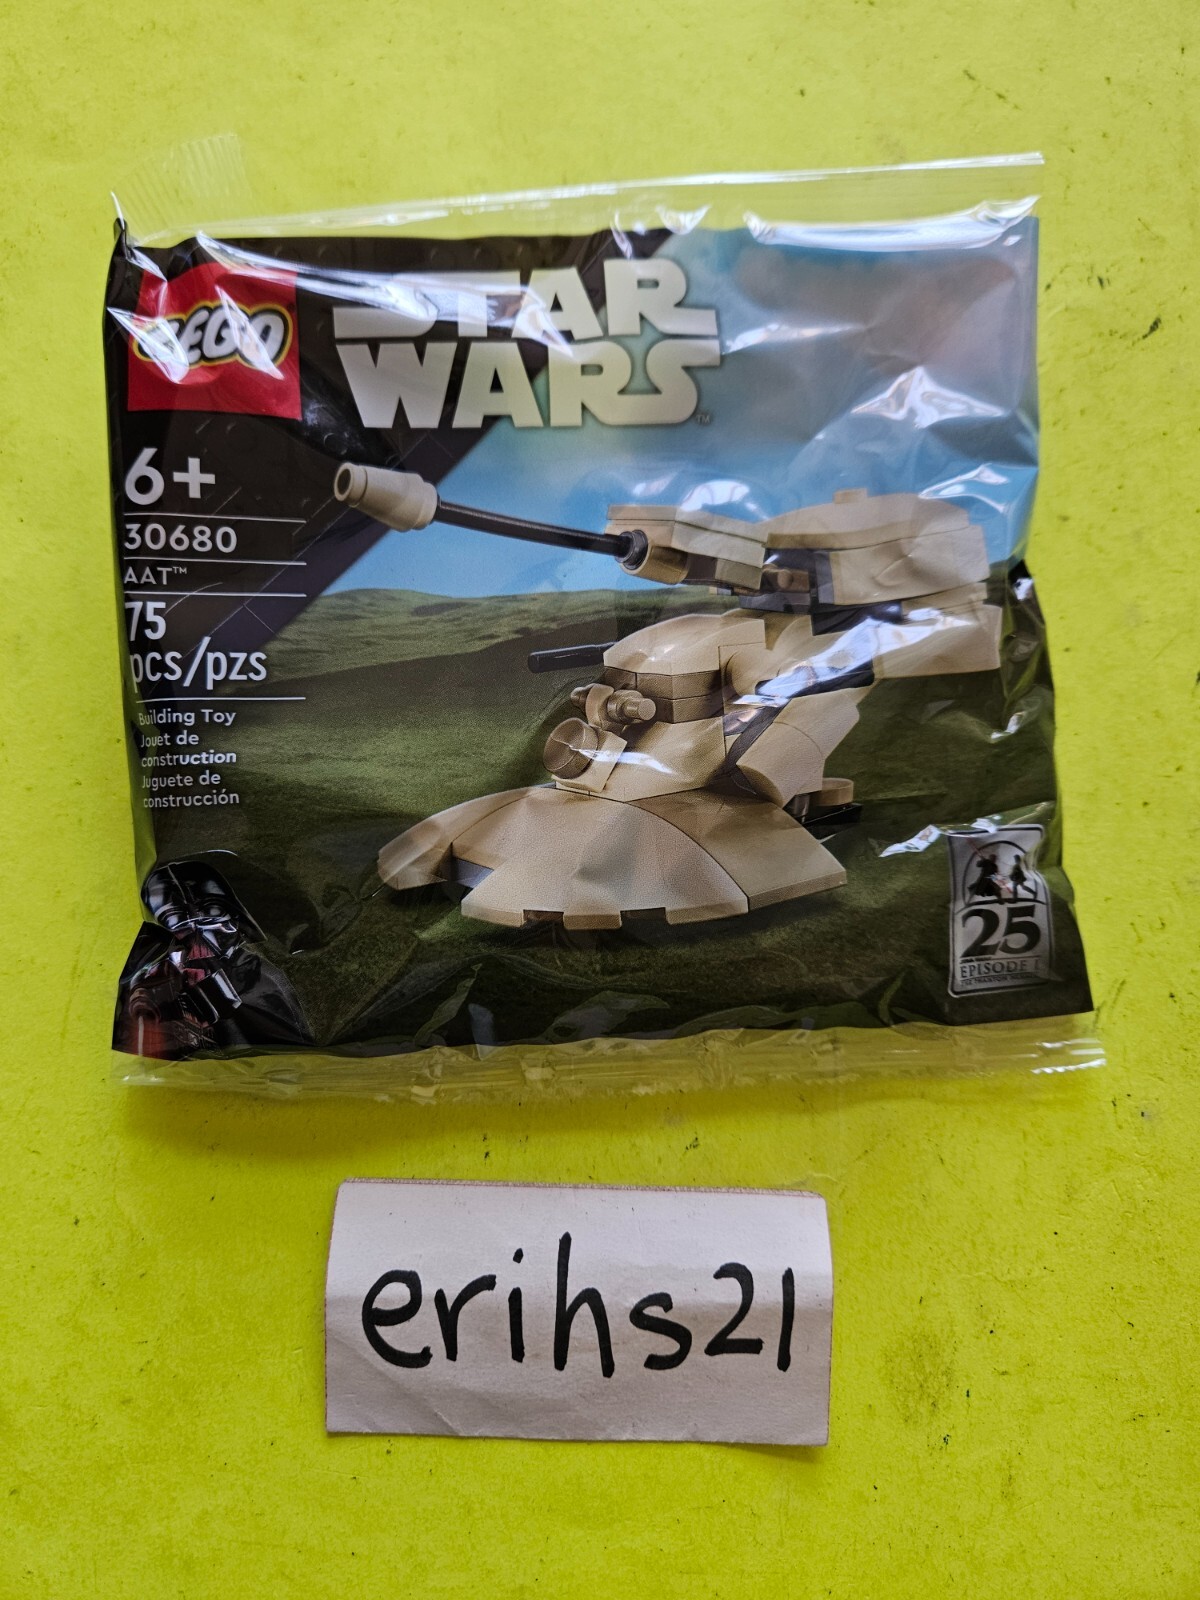 LEGO
STAR
WARS™
6+
30680
AAT™
75
pcs/pzs
Building Toy
Jouet de
construction
Juguete de
construcción
25
EPISODE I
erihs21